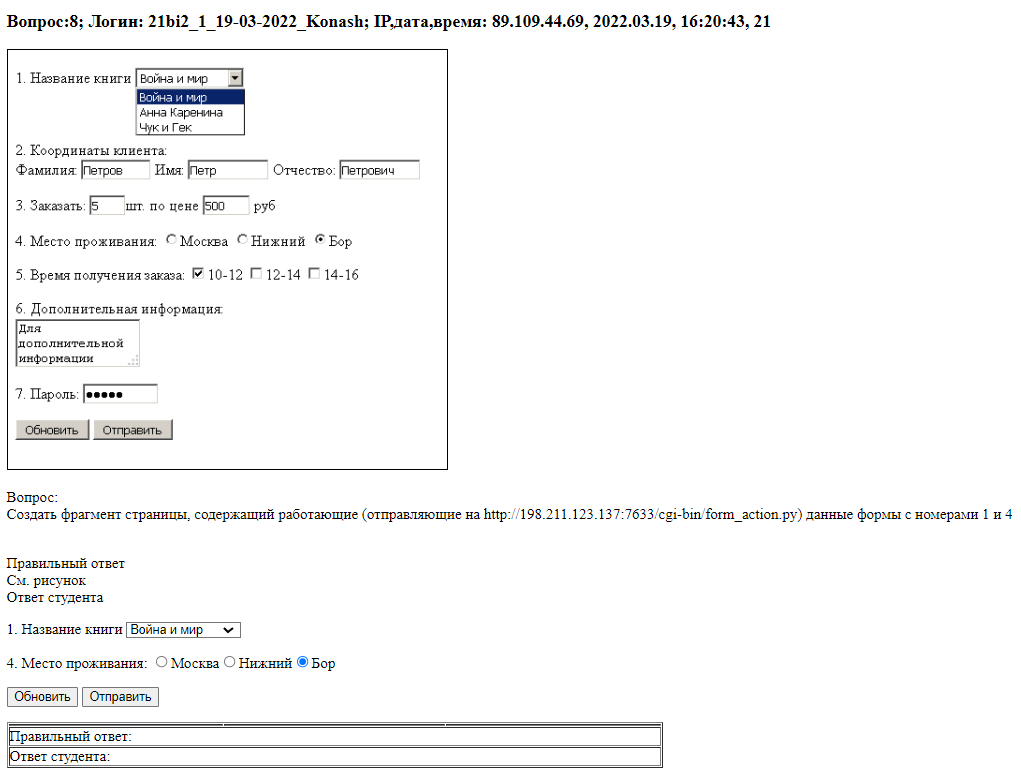 Вопрос:8; Логин: 21bi2_1_19-03-2022_Konash; IP,дата,время: 89.109.44.69, 2022.03.19, 16:20:43, 21
1. Название книги Война и мир
Война и мир
Анна Каренина
Чук и Гек
2. Координаты клиента:
Фамилия: Петров Имя: Петр Отчество: Петрович
3. Заказать: 5 шт. по цене 500 руб
4. Место проживания: Москва Нижний Бор
5. Время получения заказа: 10-12 12-14 14-16
6. Дополнительная информация:
Для
дополнительной
информации
7. Пароль: •••••
Обновить Отправить
Вопрос:
Создать фрагмент страницы, содержащий работающие (отправляющие на http://198.211.123.137:7633/cgi-bin/form_action.py) данные формы с номерами 1 и 4
Правильный ответ
См. рисунок
Ответ студента
1. Название книги Война и мир
4. Место проживания: Москва Нижний Бор
Обновить Отправить
Правильный ответ:
Ответ студента: